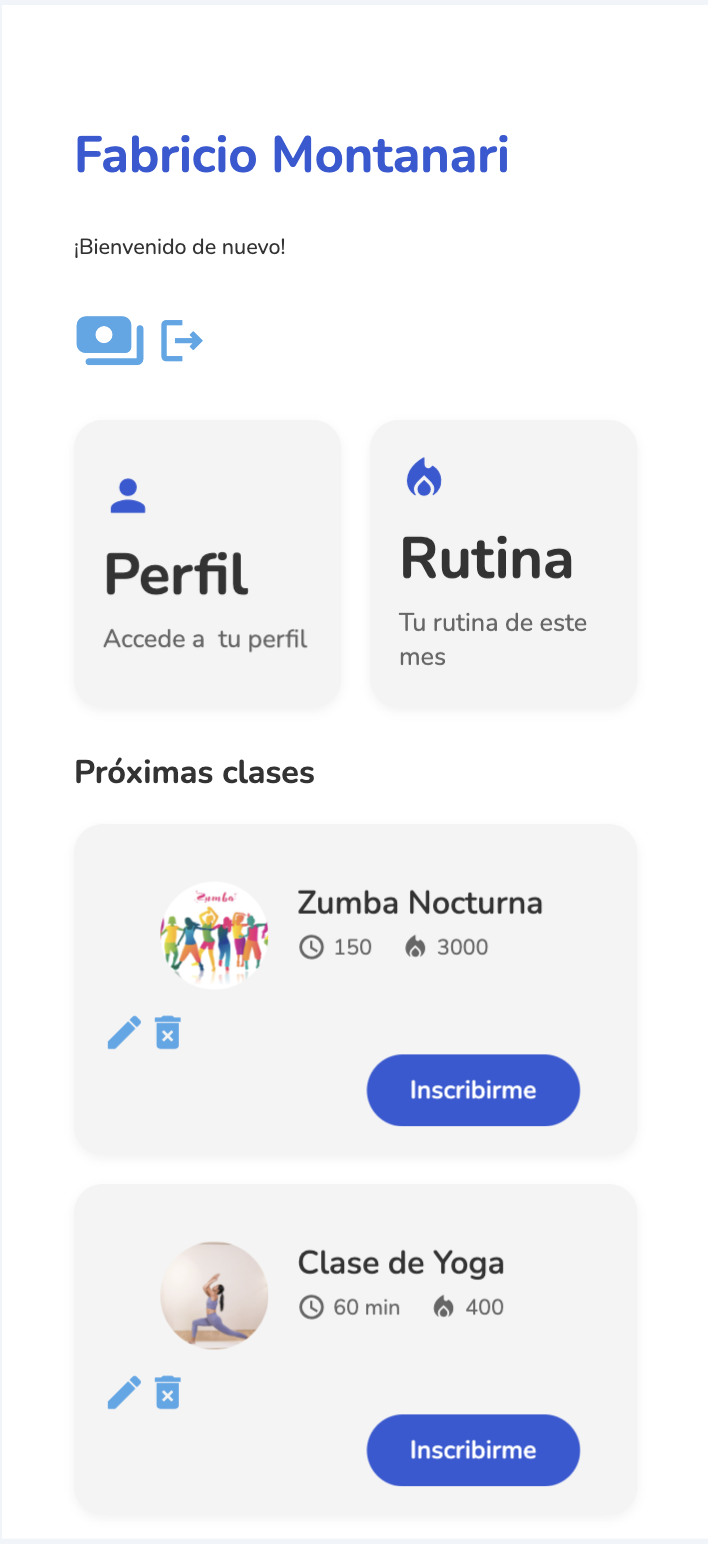 Fabricio Montanari
¡Bienvenido de nuevo!
Perfil
Accede a  tu perfil
Rutina
Tu rutina de este
mes
Próximas clases
Zumba
Zumba Nocturna
150 3000
Inscribirme
Clase de Yoga
60 min 400
Inscribirme